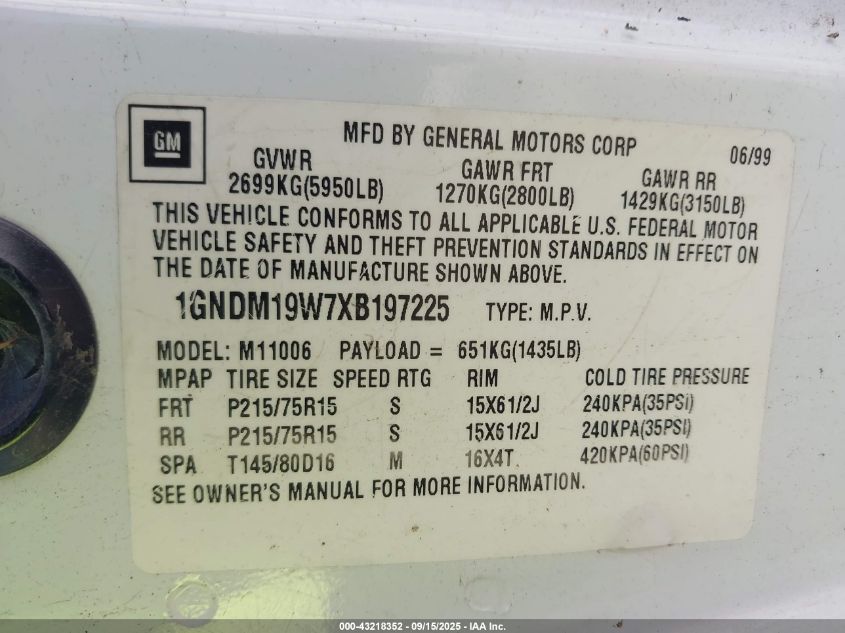 GM
MFD BY GENERAL MOTORS CORP 06/99
GVWR GAWR FRT GAWR RR
2699KG(5950LB) 1270KG(2800LB) 1429KG(3150LB)
THIS VEHICLE CONFORMS TO ALL APPLICABLE U.S. FEDERAL MOTOR
VEHICLE SAFETY AND THEFT PREVENTION STANDARDS IN EFFECT ON
THE DATE OF MANUFACTURE SHOWN ABOVE.
1GNDM19W7XB197225 TYPE: M.P.V.
MODEL: M11006 PAYLOAD = 651KG(1435LB)
MPAP TIRE SIZE SPEED RTG RIM COLD TIRE PRESSURE
FRT P215/75R15 S 15X61/2J 240KPA(35PSI)
RR P215/75R15 S 15X61/2J 240KPA(35PSI)
SPA T145/80D16 M 16X4T 420KPA(60PSI)
SEE OWNER'S MANUAL FOR MORE INFORMATION.
000-43218352 - 09/15/2025 - IAA Inc.